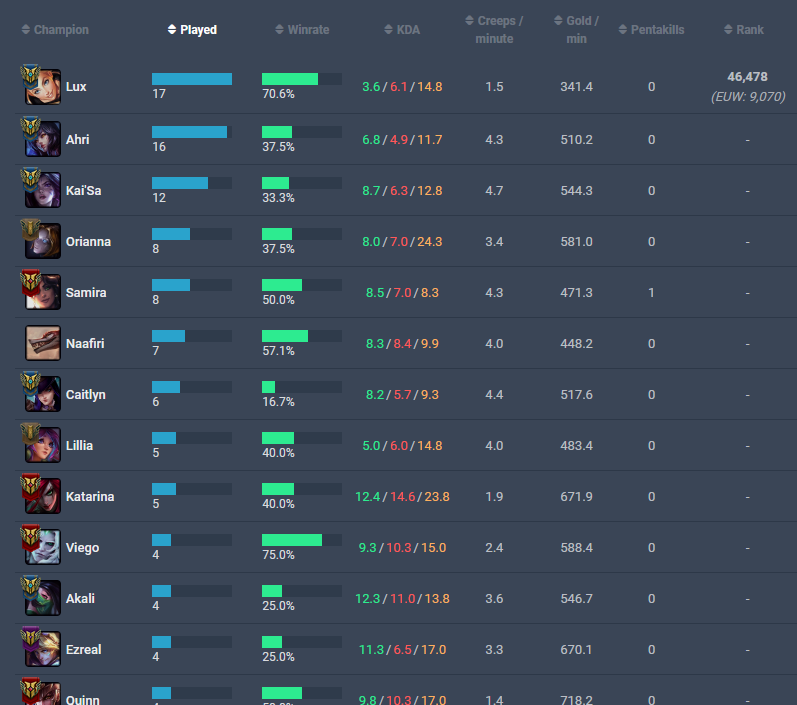 Champion Played Winrate KDA Creeps / minute Gold / min Pentakills Rank
Lux 17 70.6% 3.6 / 6.1 / 14.8 1.5 341.4 0 46,478 (EUW: 9,070)
Ahri 16 37.5% 6.8 / 4.9 / 11.7 4.3 510.2 0 -
Kai'Sa 12 33.3% 8.7 / 6.3 / 12.8 4.7 544.3 0 -
Orianna 8 37.5% 8.0 / 7.0 / 24.3 3.4 581.0 0 -
Samira 8 50.0% 8.5 / 7.0 / 8.3 4.3 471.3 1 -
Naafiri 7 57.1% 8.3 / 8.4 / 9.9 4.0 448.2 0 -
Caitlyn 6 16.7% 8.2 / 5.7 / 9.3 4.4 517.6 0 -
Lillia 5 40.0% 5.0 / 6.0 / 14.8 4.0 483.4 0 -
Katarina 5 40.0% 12.4 / 14.6 / 23.8 1.9 671.9 0 -
Viego 4 75.0% 9.3 / 10.3 / 15.0 2.4 588.4 0 -
Akali 4 25.0% 12.3 / 11.0 / 13.8 3.6 546.7 0 -
Ezreal 4 25.0% 11.3 / 6.5 / 17.0 3.3 670.1 0 -
Quinn 9.8 / 10.3 / 17.0 1.4 718.2 0 -